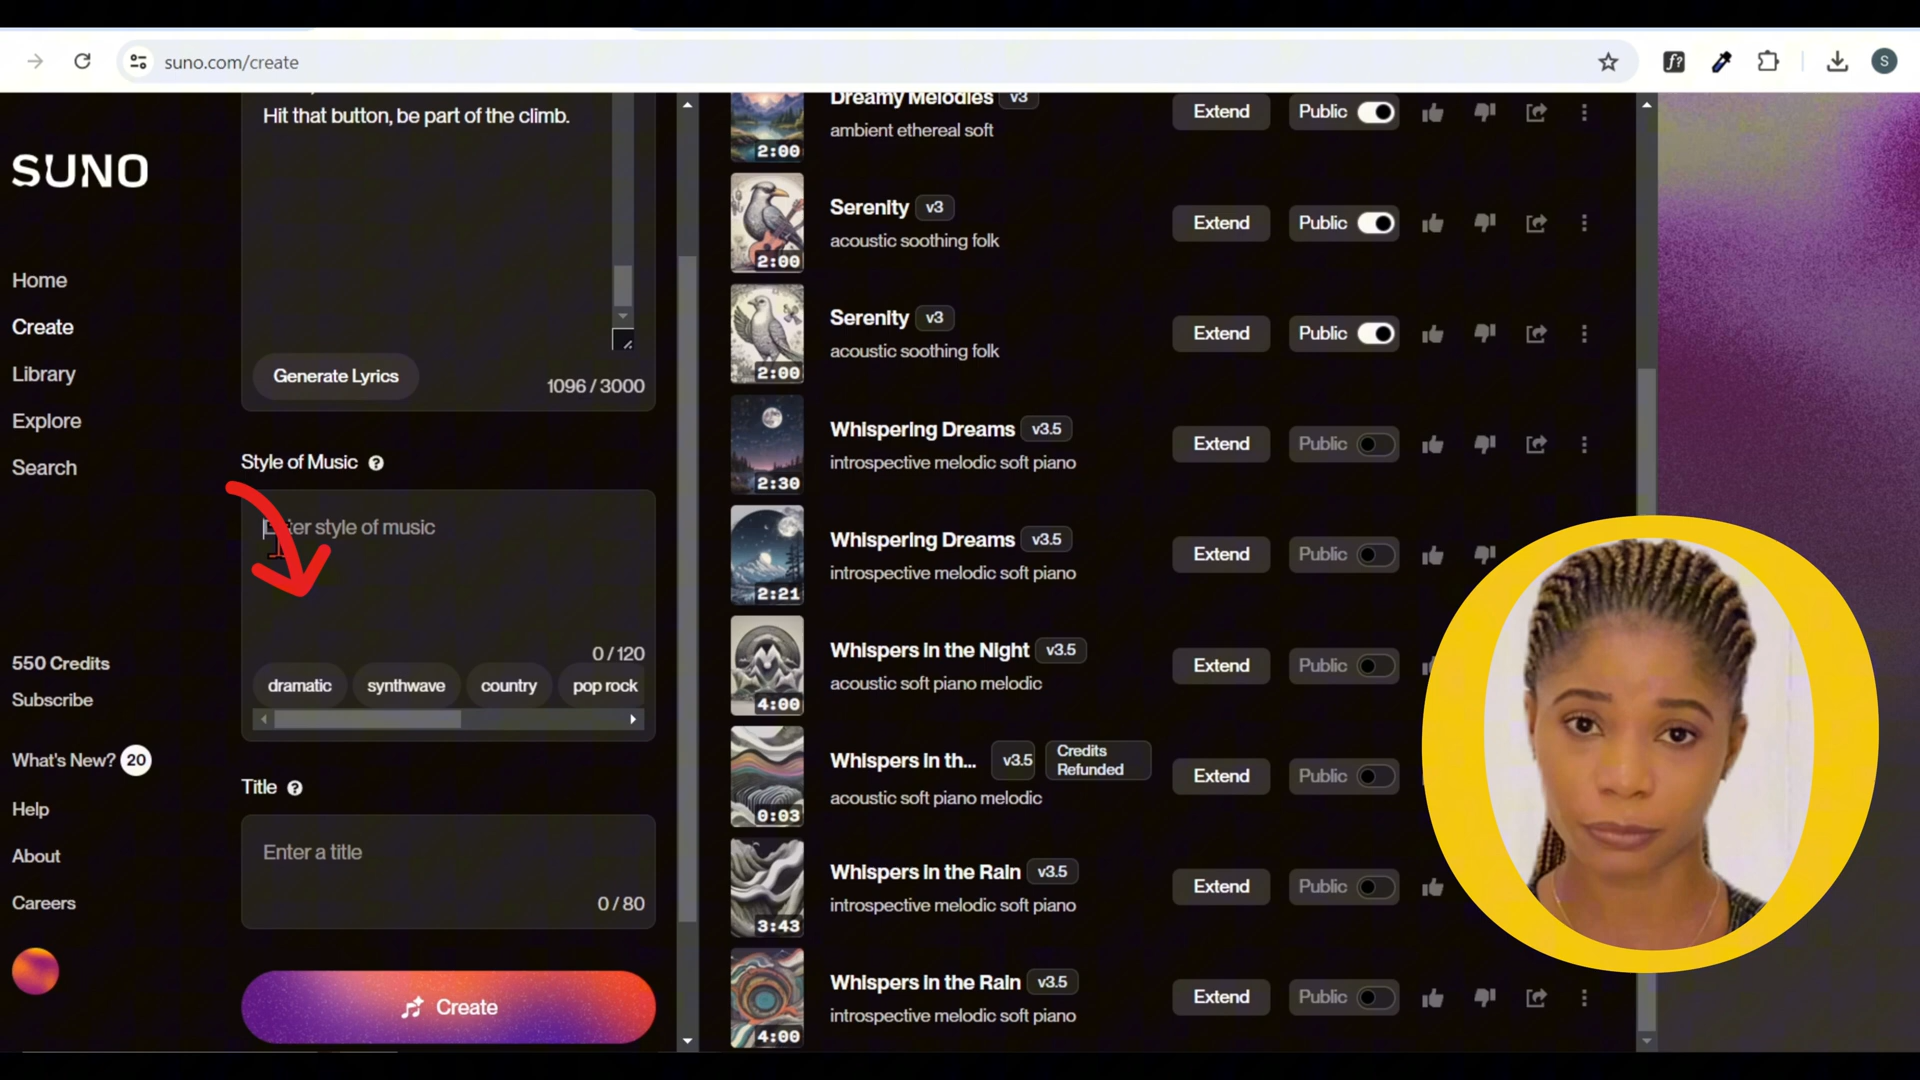 suno.com/create
f?
S
SUNO
Home
Create
Library
Explore
Search
550 Credits
Subscribe
What's New? 20
Help
About
Careers
Hit that button, be part of the climb.
Generate Lyrics
1096 / 3000
Style of Music ?
Enter style of music
0 / 120
dramatic synthwave country pop rock
Title ?
Enter a title
0 / 80
Create
Dreamy Melodies v3
ambient ethereal soft
2:00
Extend Public
Serenity v3
acoustic soothing folk
2:00
Extend Public
Serenity v3
acoustic soothing folk
2:00
Extend Public
Whispering Dreams v3.5
introspective melodic soft piano
2:30
Extend Public
Whispering Dreams v3.5
introspective melodic soft piano
2:21
Extend Public
Whispers in the Night v3.5
acoustic soft piano melodic
4:00
Extend Public
Whispers in th... v3.5 Credits Refunded
acoustic soft piano melodic
0:03
Extend Public
Whispers in the Rain v3.5
introspective melodic soft piano
3:43
Extend Public
Whispers in the Rain v3.5
introspective melodic soft piano
4:00
Extend Public